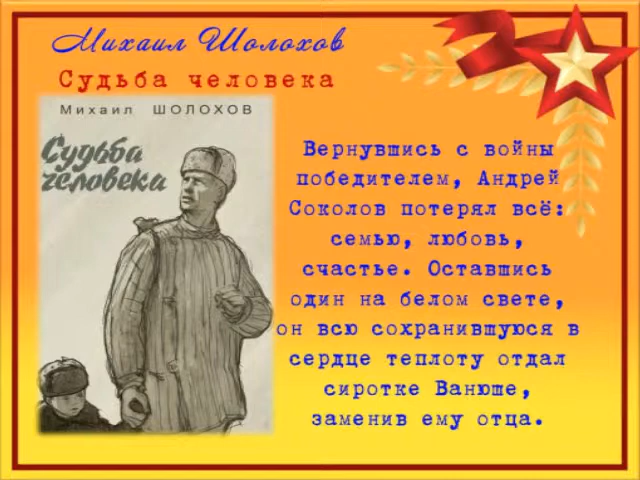 Михаил Шолохов
Судьба человека
Михаил ШОЛОХОВ
Судьба
человека
Вернувшись с войны
победителем, Андрей
Соколов потерял всё:
семью, любовь,
счастье. Оставшись
один на белом свете,
он всю сохранившуюся в
сердце теплоту отдал
сиротке Ванюше,
заменив ему отца.